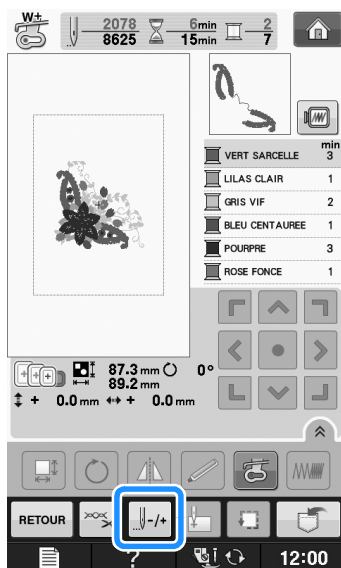 W+
2078 6min 2
8625 15min 7
min
VERT SARCELLE 3
LILAS CLAIR 1
GRIS VIF 2
BLEU CENTAUREE 1
POURPRE 3
ROSE FONCE 1
87.3 mm 0°
89.2 mm
+ 0.0 mm + 0.0 mm
RETOUR -/+
? 12:00